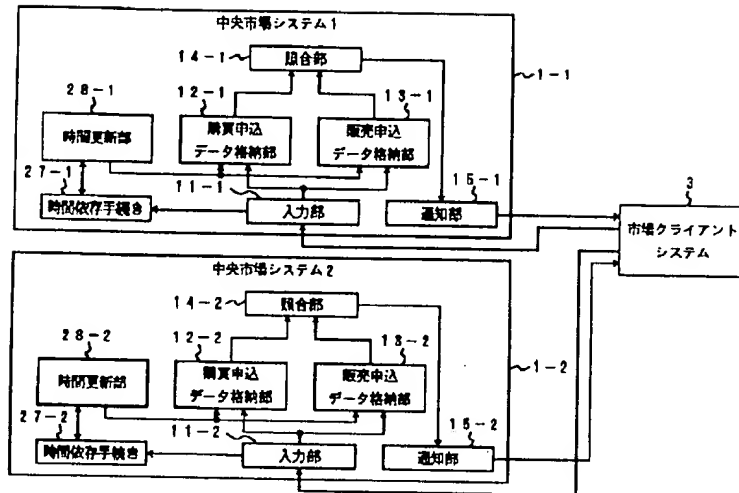 中央市場システム1
14-1
照合部
1-1
28-1
12-1
13-1
時間更新部
購買申込
データ格納部
販売申込
データ格納部
27-1
11-1
15-1
3
時間依存手続き
入力部
通知部
市場クライアント
システム
中央市場システム2
14-2
照合部
28-2
12-2
13-2
1-2
時間更新部
購買申込
データ格納部
販売申込
データ格納部
27-2
11-2
15-2
時間依存手続き
入力部
通知部